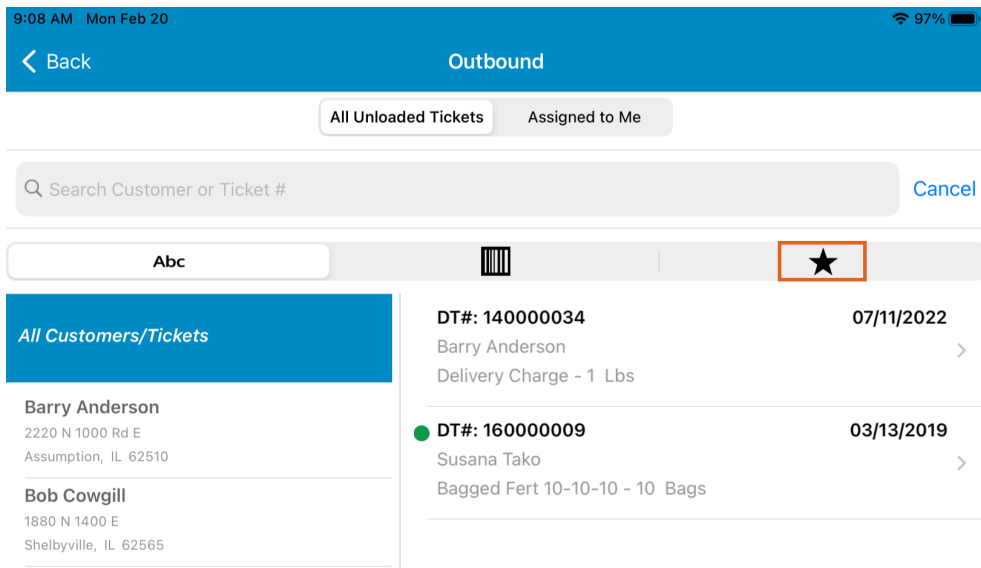 9:08 AM Mon Feb 20 97%
Back Outbound
All Unloaded Tickets Assigned to Me
Search Customer or Ticket # Cancel
Abc
All Customers/Tickets
Barry Anderson
2220 N 1000 Rd E
Assumption, IL 62510
Bob Cowgill
1880 N 1400 E
Shelbyville, IL 62565
DT#: 140000034 07/11/2022
Barry Anderson
Delivery Charge - 1 Lbs
DT#: 160000009 03/13/2019
Susana Tako
Bagged Fert 10-10-10 - 10 Bags